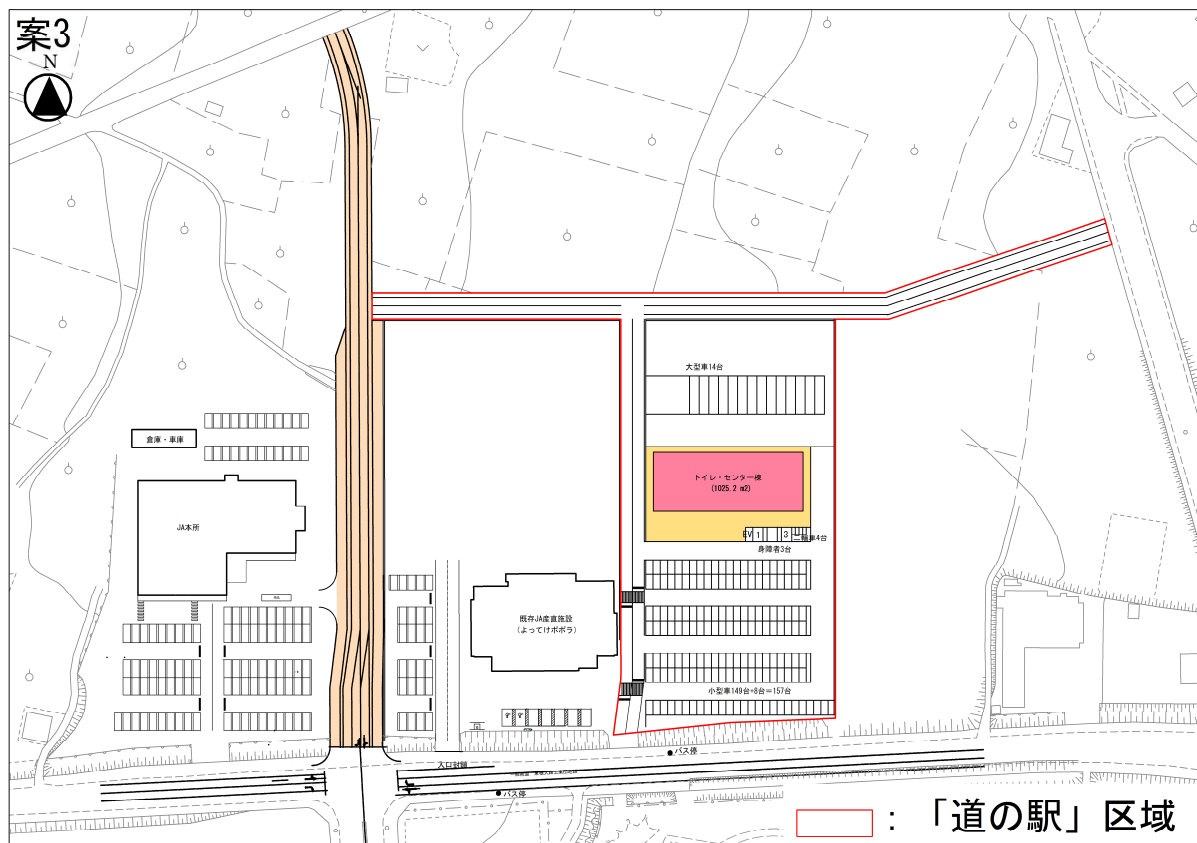 案3
N
大型車14台
倉庫・車庫
トイレ・センター棟
(1025.2 m2)
JA本所
EV 1 3 二輪車4台
身障者3台
既存JA産直施設
(よってけポポラ)
小型車149台+8台=157台
バス停
入口封鎖
バス停
：「道の駅」区域